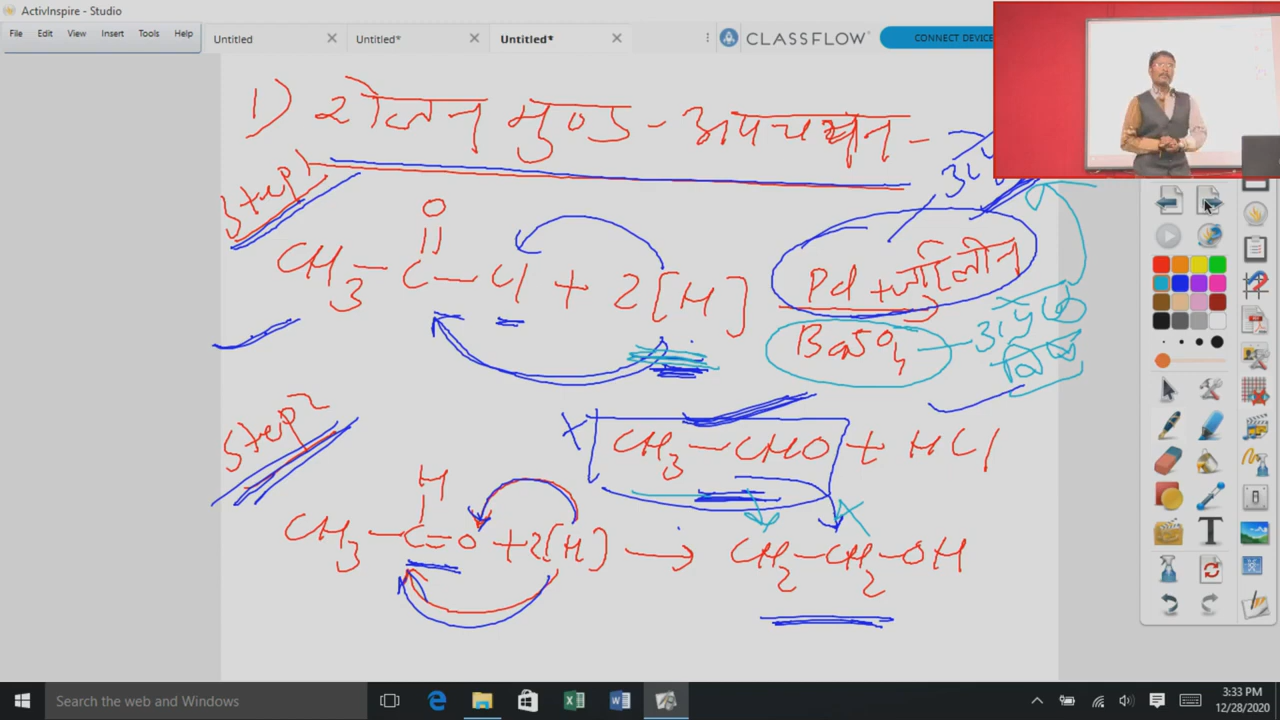 ActivInspire - Studio
File Edit View Insert Tools Help
Untitled Untitled* Untitled* CLASSFLOW CONNECT DEVICE
1) रोजन मुण्ड - अपचयन -
Step 1
O
CH3 - C - Cl + 2[H] Pd + जाईलीन
BaSO4
Step 2
CH3 - CHO + HCl
H
CH3 - C = O + 2[H] → CH2 - CH2 - OH
Search the web and Windows
3:33 PM
12/28/2020